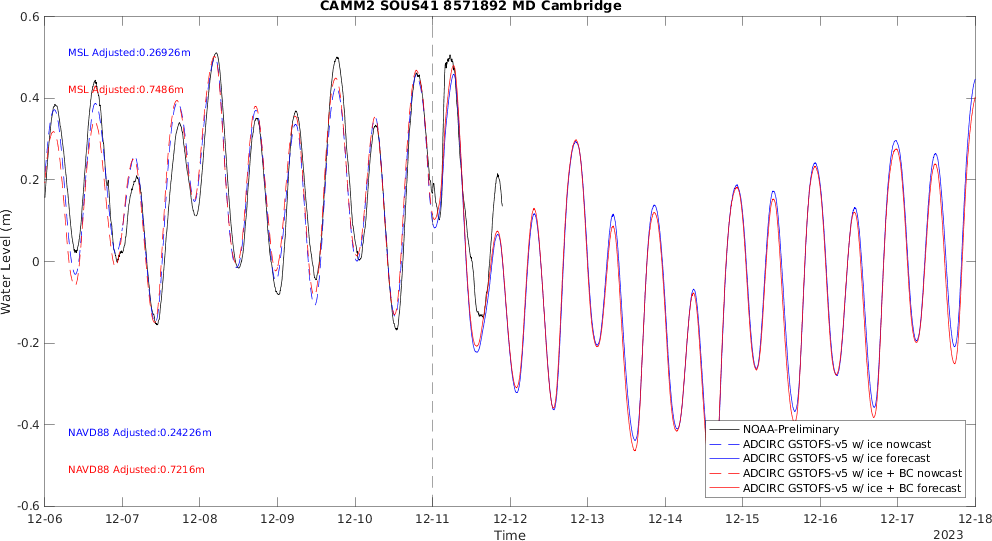 CAMM2 SOUS41 8571892 MD Cambridge
0.6
MSL Adjusted:0.26926m
MSL Adjusted:0.7486m
0.4
0.2
0
Water Level (m)
-0.2
-0.4
NAVD88 Adjusted:0.24226m
NAVD88 Adjusted:0.7216m
-0.6
NOAA-Preliminary
ADCIRC GSTOFS-v5 w/ ice nowcast
ADCIRC GSTOFS-v5 w/ ice forecast
ADCIRC GSTOFS-v5 w/ ice + BC nowcast
ADCIRC GSTOFS-v5 w/ ice + BC forecast
12-06 12-07 12-08 12-09 12-10 12-11 12-12 12-13 12-14 12-15 12-16 12-17 12-18
Time
2023